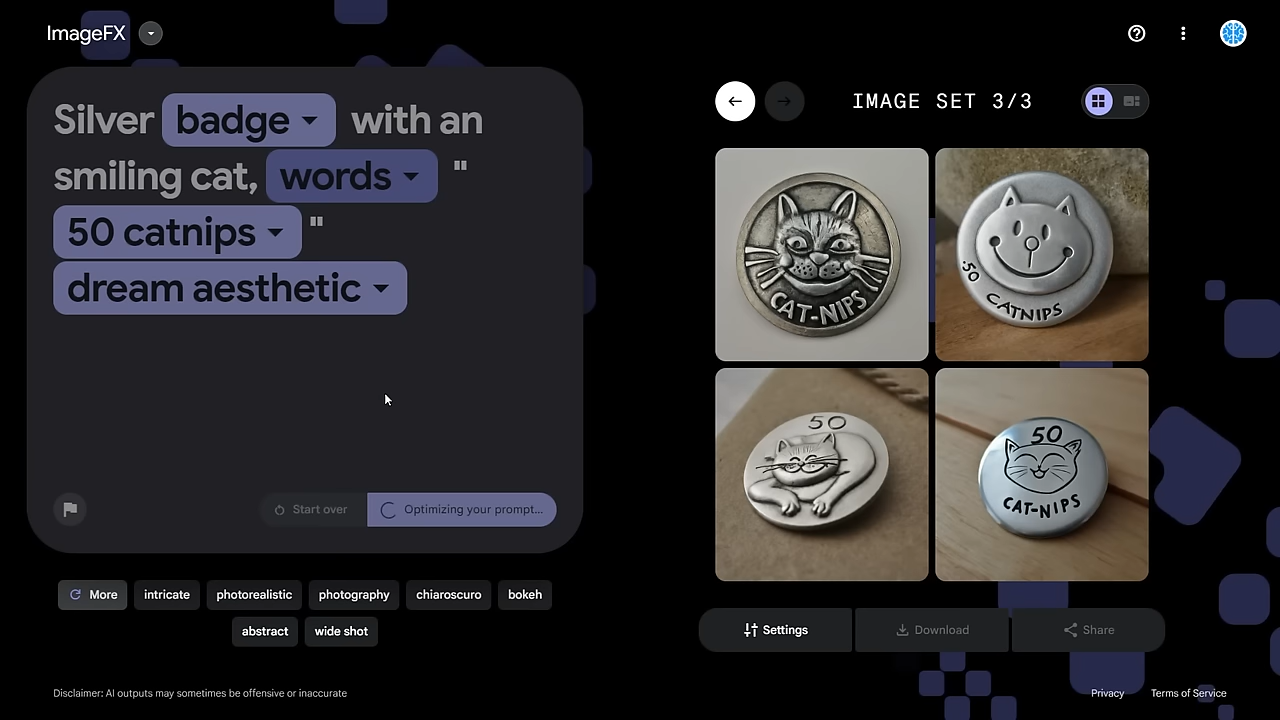 ImageFX
Silver badge with an
smiling cat, words "
50 catnips "
dream aesthetic
Start over
Optimizing your prompt...
More
intricate
photorealistic
photography
chiaroscuro
bokeh
abstract
wide shot
Disclaimer: AI outputs may sometimes be offensive or inaccurate
IMAGE SET 3/3
CAT-NIPS
.50 CATNIPS
50
50
CAT-NIPS
Settings
Download
Share
Privacy
Terms of Service